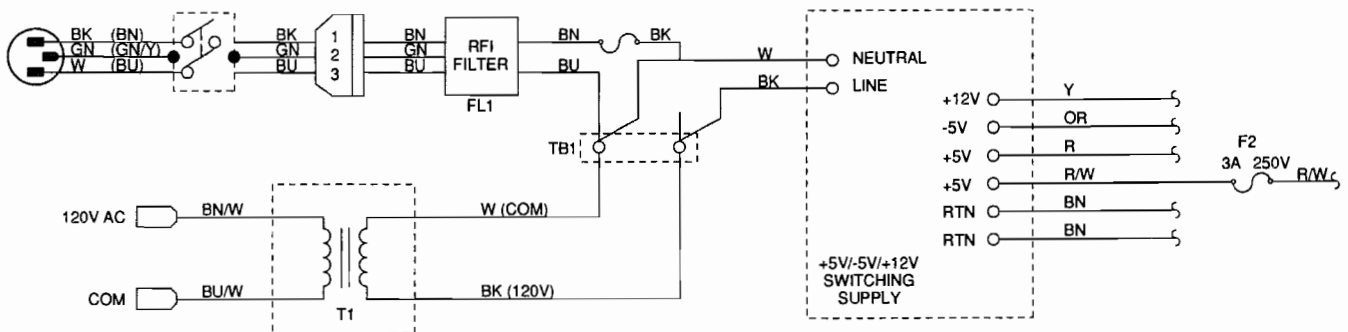 BK (BN) BK BN BN BK
GN (GN/Y) GN GN
W (BU) BU BU BU
1
2
3
RFI
FILTER
FL1
W NEUTRAL
BK LINE
TB1
+12V Y
-5V OR
+5V R
+5V R/W
RTN BN
RTN BN
F2
3A 250V
R/W
120V AC BN/W W (COM)
COM BU/W BK (120V)
T1
+5V/-5V/+12V
SWITCHING
SUPPLY